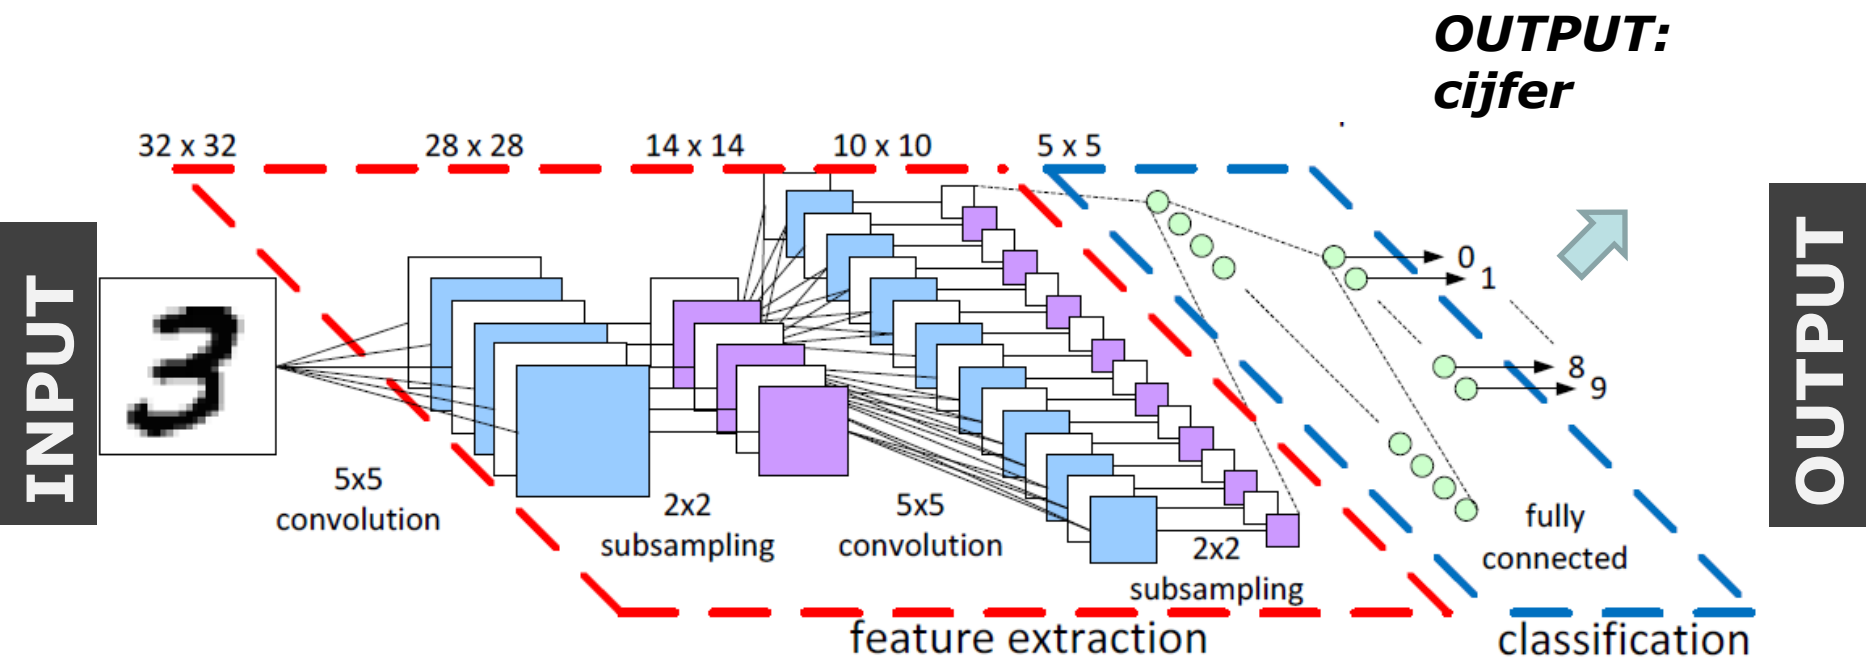 OUTPUT:
cijfer
32 x 32
28 x 28
14 x 14
10 x 10
5 x 5
INPUT
3
0
1
8
9
OUTPUT
5x5
convolution
2x2
subsampling
5x5
convolution
2x2
subsampling
fully
connected
feature extraction
classification